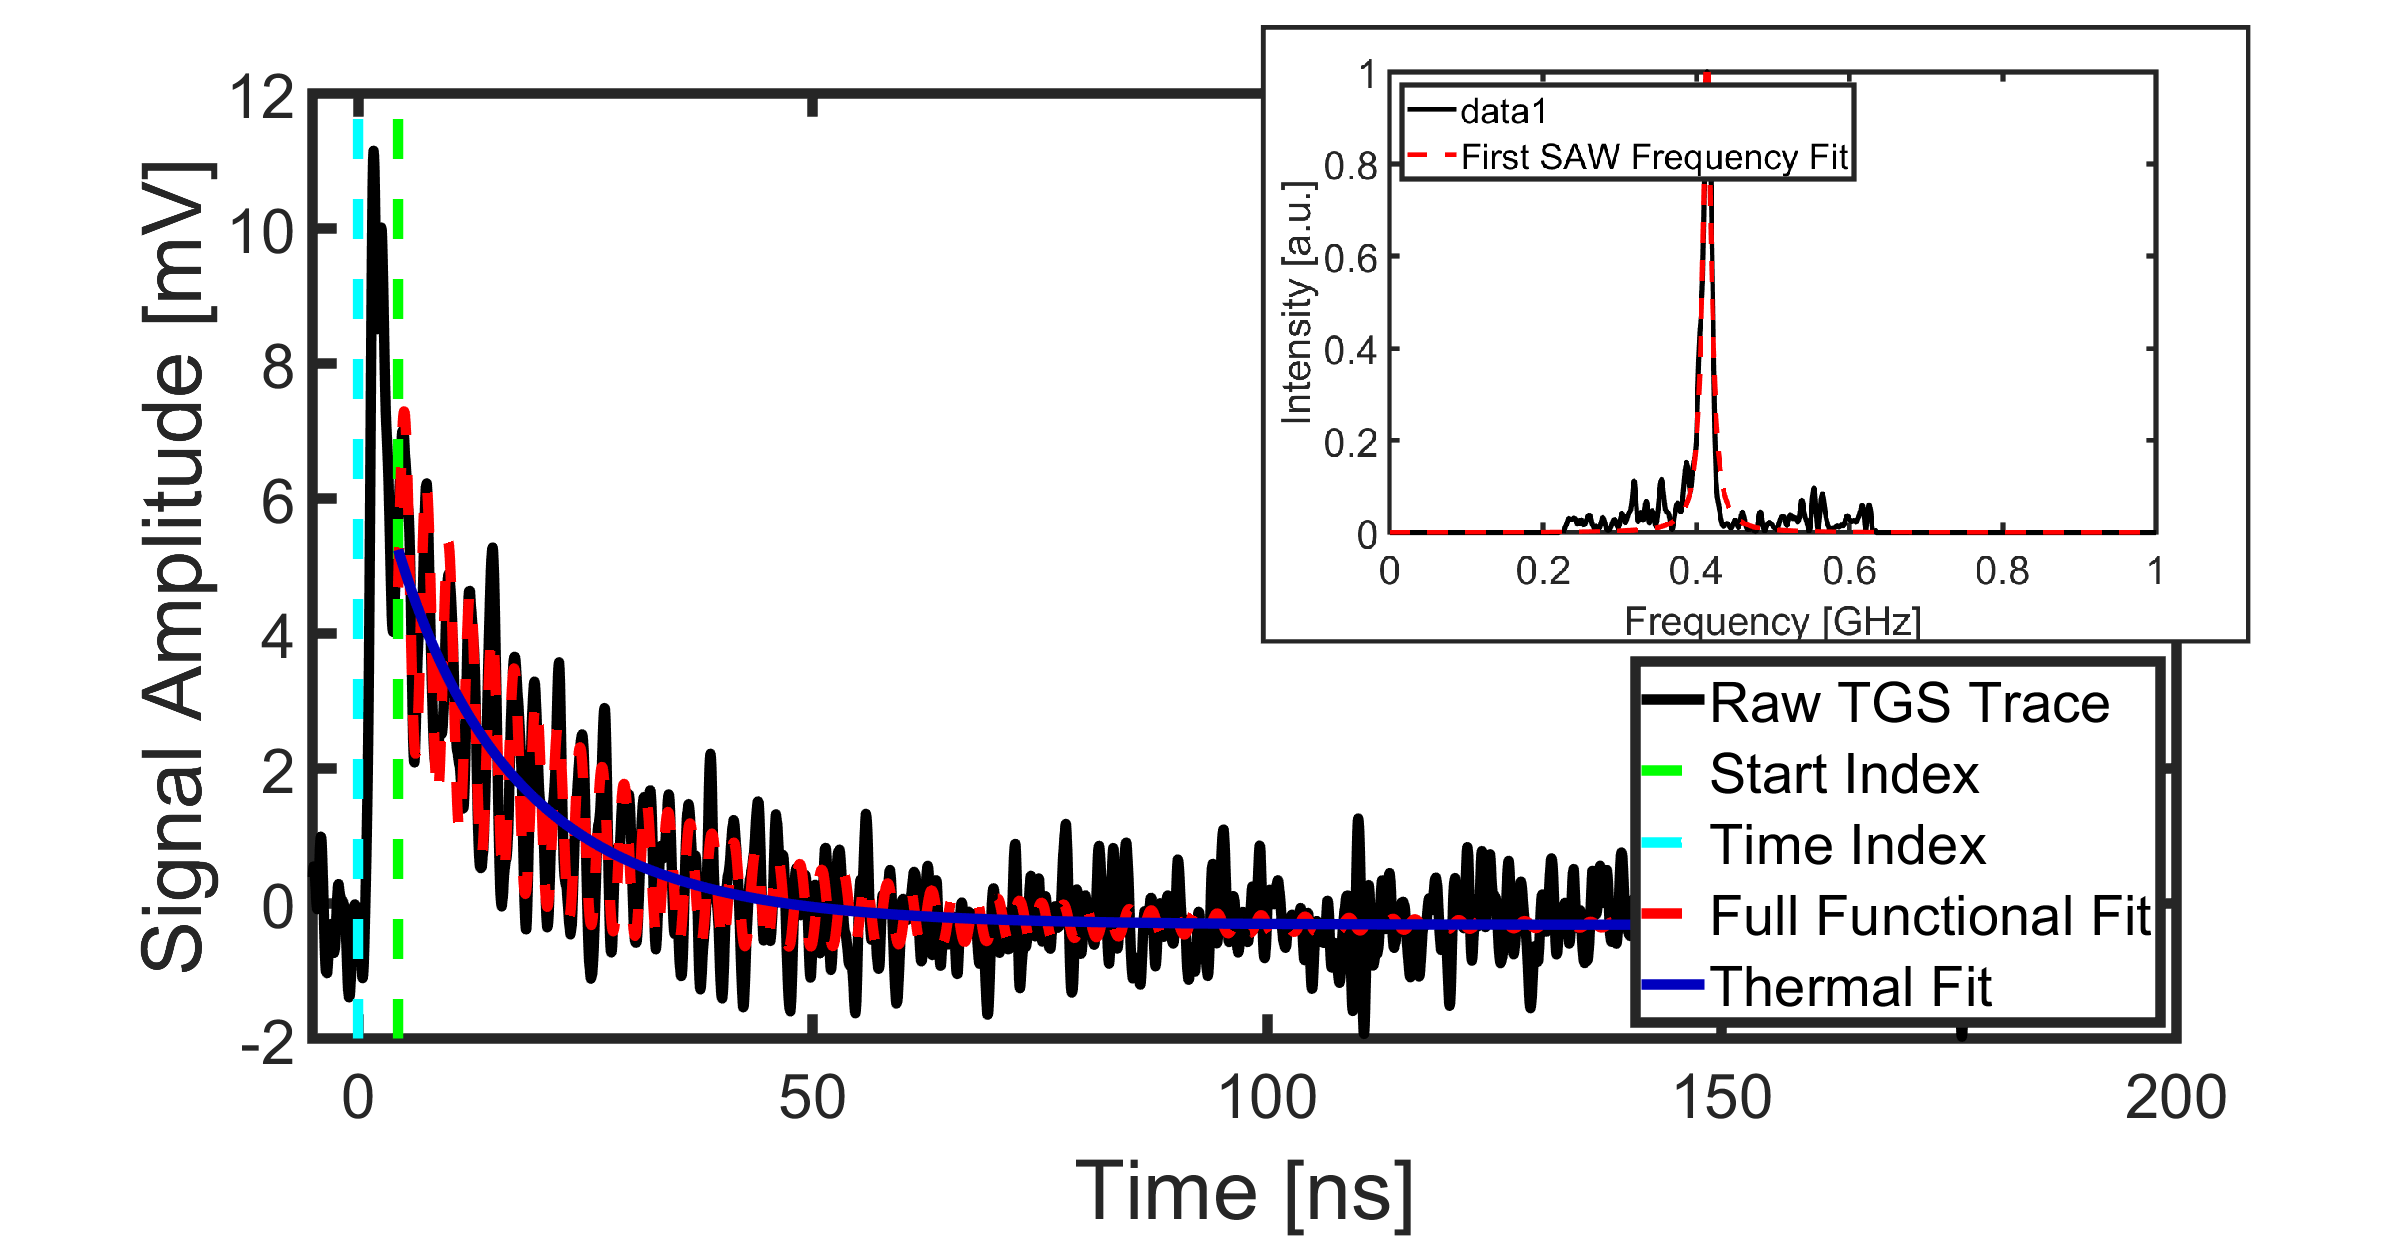 12
10
8
6
4
2
0
-2
Signal Amplitude [mV]
0
50
100
150
200
Time [ns]
1
0.8
0.6
0.4
0.2
0
Intensity [a.u.]
data1
First SAW Frequency Fit
0
0.2
0.4
0.6
0.8
1
Frequency [GHz]
Raw TGS Trace
Start Index
Time Index
Full Functional Fit
Thermal Fit